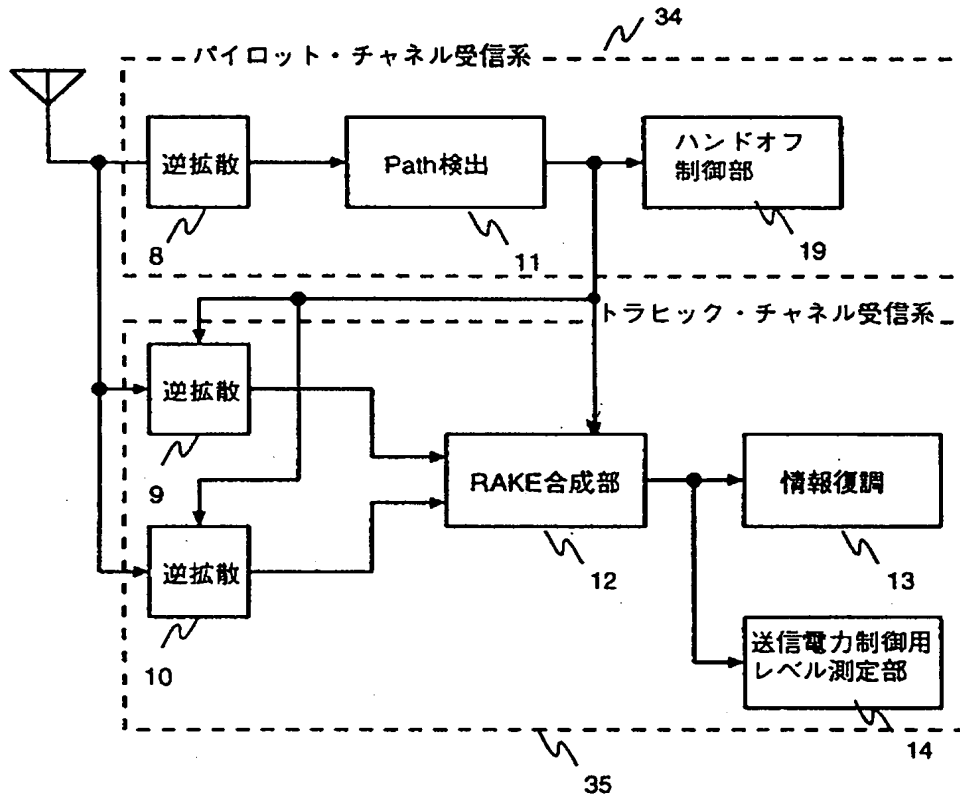 34
パイロット・チャネル受信系
逆拡散
Path検出
ハンドオフ
制御部
8
11
19
トラヒック・チャネル受信系
逆拡散
9
RAKE合成部
情報復調
逆拡散
12
13
10
送信電力制御用
レベル測定部
14
35